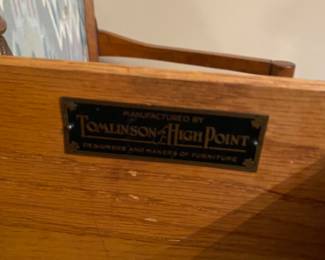 MANUFACTURED BY
TOMLINSON of HIGH POINT
DESIGNERS AND MAKERS OF FURNITURE